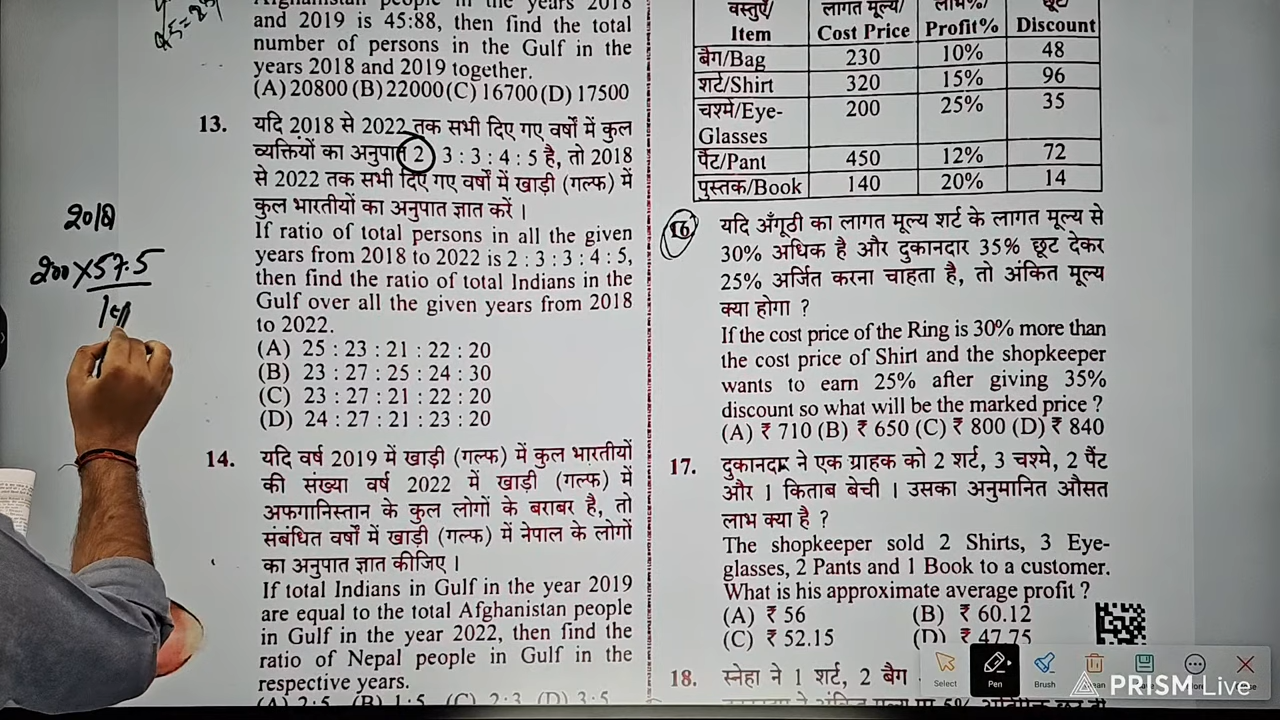 Afghanistan people in the years 2018
and 2019 is 45:88, then find the total
number of persons in the Gulf in the
years 2018 and 2019 together.
(A) 20800 (B) 22000 (C) 16700 (D) 17500
13. यदि 2018 से 2022 तक सभी दिए गए वर्षों में कुल
व्यक्तियों का अनुपात 2 3 : 3 : 4 : 5 है, तो 2018
से 2022 तक सभी दिए गए वर्षों में खाड़ी (गल्फ) में
कुल भारतीयों का अनुपात ज्ञात करें ।
If ratio of total persons in all the given
years from 2018 to 2022 is 2 : 3 : 3 : 4 : 5,
then find the ratio of total Indians in the
Gulf over all the given years from 2018
to 2022.
(A) 25 : 23 : 21 : 22 : 20
(B) 23 : 27 : 25 : 24 : 30
(C) 23 : 27 : 21 : 22 : 20
(D) 24 : 27 : 21 : 23 : 20
14. यदि वर्ष 2019 में खाड़ी (गल्फ) में कुल भारतीयों
की संख्या वर्ष 2022 में खाड़ी (गल्फ) में
अफगानिस्तान के कुल लोगों के बराबर है, तो
संबंधित वर्षों में खाड़ी (गल्फ) में नेपाल के लोगों
का अनुपात ज्ञात कीजिए ।
If total Indians in Gulf in the year 2019
are equal to the total Afghanistan people
in Gulf in the year 2022, then find the
ratio of Nepal people in Gulf in the
respective years.
(A) 2:5 (B) 1:5 (C) 2:3 (D) 3:5
2018
200 × 57.5
वस्तुएँ/ लागत मूल्य/ लाभ%/ छूट
Item Cost Price Profit% Discount
बैग/Bag 230 10% 48
शर्ट/Shirt 320 15% 96
चश्मे/Eye- 200 25% 35
Glasses
पैंट/Pant 450 12% 72
पुस्तक/Book 140 20% 14
16. यदि अँगूठी का लागत मूल्य शर्ट के लागत मूल्य से
30% अधिक है और दुकानदार 35% छूट देकर
25% अर्जित करना चाहता है, तो अंकित मूल्य
क्या होगा ?
If the cost price of the Ring is 30% more than
the cost price of Shirt and the shopkeeper
wants to earn 25% after giving 35%
discount so what will be the marked price ?
(A) ₹ 710 (B) ₹ 650 (C) ₹ 800 (D) ₹ 840
17. दुकानदार ने एक ग्राहक को 2 शर्ट, 3 चश्मे, 2 पैंट
और 1 किताब बेची । उसका अनुमानित औसत
लाभ क्या है ?
The shopkeeper sold 2 Shirts, 3 Eye-
glasses, 2 Pants and 1 Book to a customer.
What is his approximate average profit ?
(A) ₹ 56 (B) ₹ 60.12
(C) ₹ 52.15 (D) ₹ 47.75
18. स्नेहा ने 1 शर्ट, 2 बैग
Select Pen Brush
PRISM Live